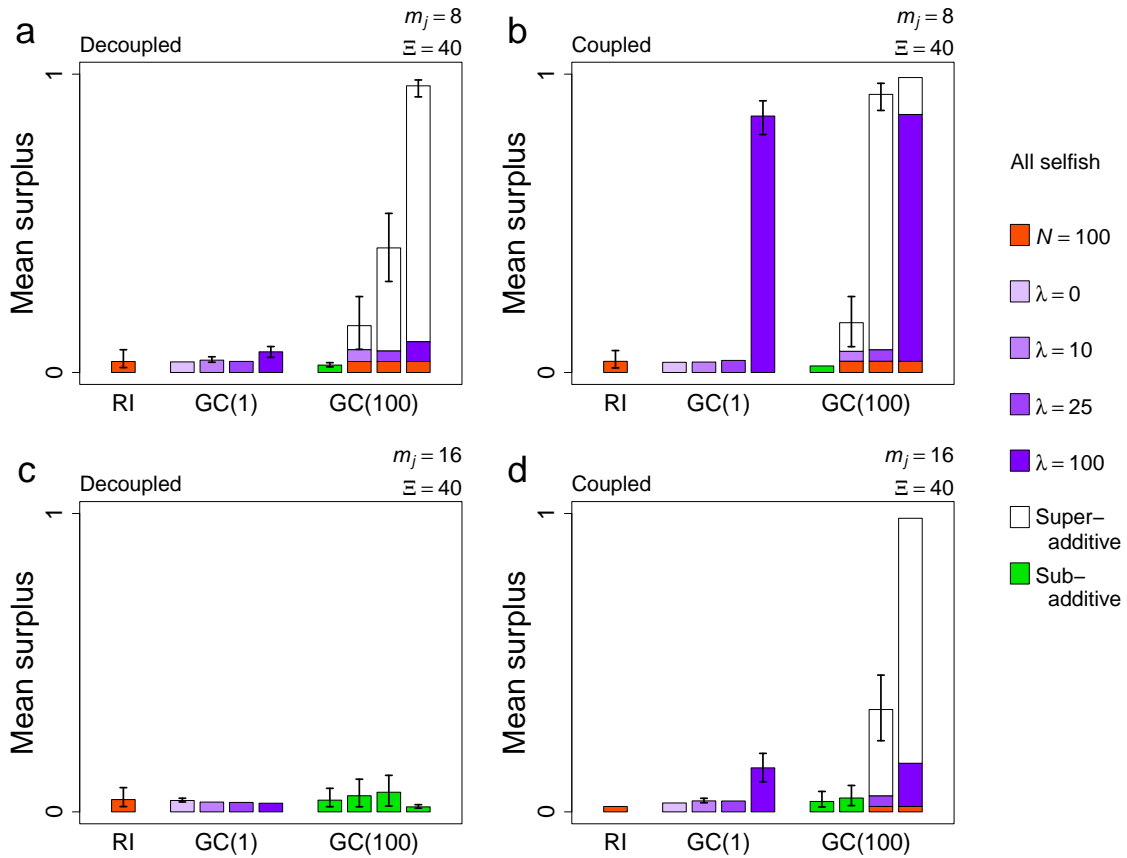 a
m_j = 8
Decoupled
Ξ = 40
Mean surplus
1
0
RI GC(1) GC(100)
b
m_j = 8
Coupled
Ξ = 40
Mean surplus
1
0
RI GC(1) GC(100)
c
m_j = 16
Decoupled
Ξ = 40
Mean surplus
1
0
RI GC(1) GC(100)
d
m_j = 16
Coupled
Ξ = 40
Mean surplus
1
0
RI GC(1) GC(100)
All selfish
N = 100
λ = 0
λ = 10
λ = 25
λ = 100
Super−
additive
Sub−
additive